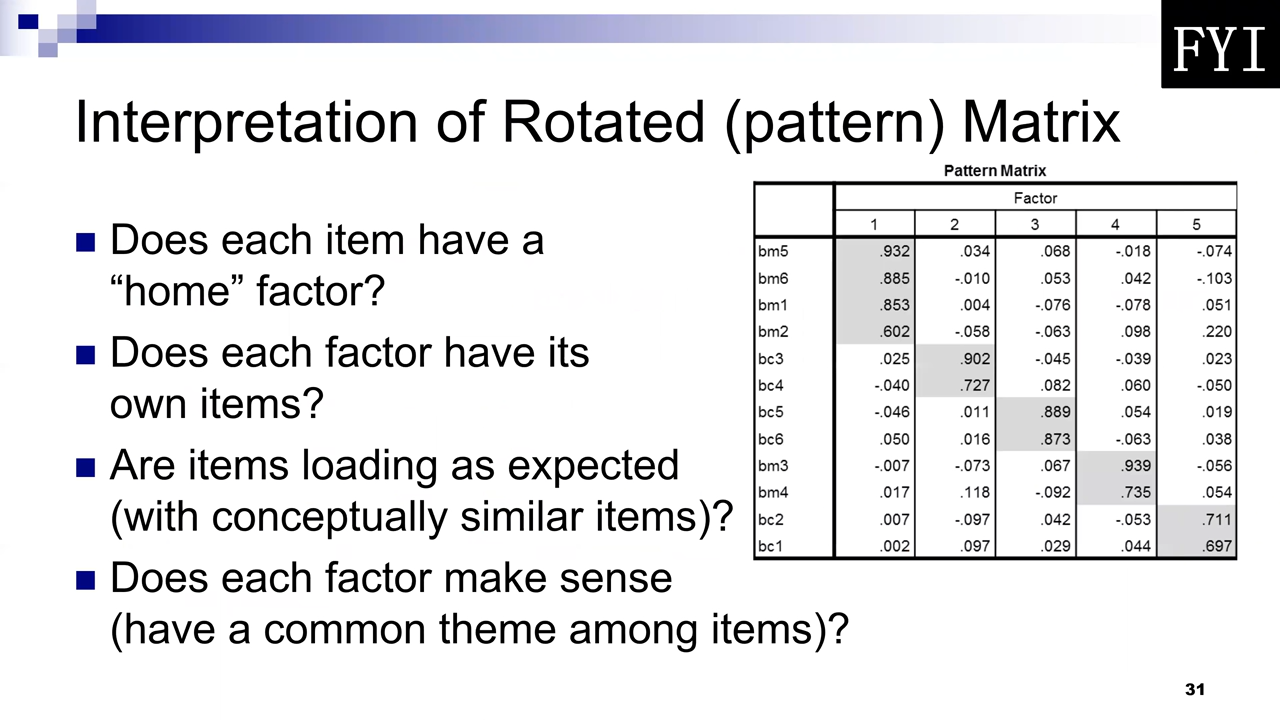 FYI
Interpretation of Rotated (pattern) Matrix
■ Does each item have a
“home” factor?
■ Does each factor have its
own items?
■ Are items loading as expected
(with conceptually similar items)?
■ Does each factor make sense
(have a common theme among items)?
Pattern Matrix
Factor
1 2 3 4 5
bm5 .932 .034 .068 -.018 -.074
bm6 .885 -.010 .053 .042 -.103
bm1 .853 .004 -.076 -.078 .051
bm2 .602 -.058 -.063 .098 .220
bc3 .025 .902 -.045 -.039 .023
bc4 -.040 .727 .082 .060 -.050
bc5 -.046 .011 .889 .054 .019
bc6 .050 .016 .873 -.063 .038
bm3 -.007 -.073 .067 .939 -.056
bm4 .017 .118 -.092 .735 .054
bc2 .007 -.097 .042 -.053 .711
bc1 .002 .097 .029 .044 .697
31